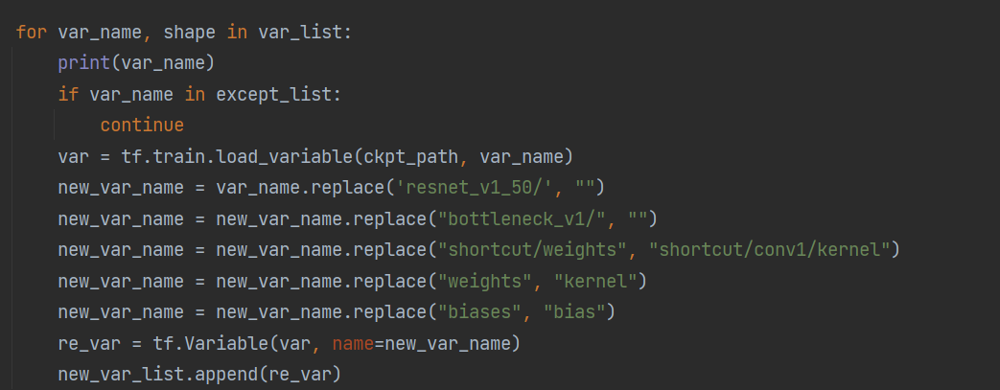 for var_name, shape in var_list:
    print(var_name)
    if var_name in except_list:
        continue
    var = tf.train.load_variable(ckpt_path, var_name)
    new_var_name = var_name.replace('resnet_v1_50/', "")
    new_var_name = new_var_name.replace("bottleneck_v1/", "")
    new_var_name = new_var_name.replace("shortcut/weights", "shortcut/conv1/kernel")
    new_var_name = new_var_name.replace("weights", "kernel")
    new_var_name = new_var_name.replace("biases", "bias")
    re_var = tf.Variable(var, name=new_var_name)
    new_var_list.append(re_var)